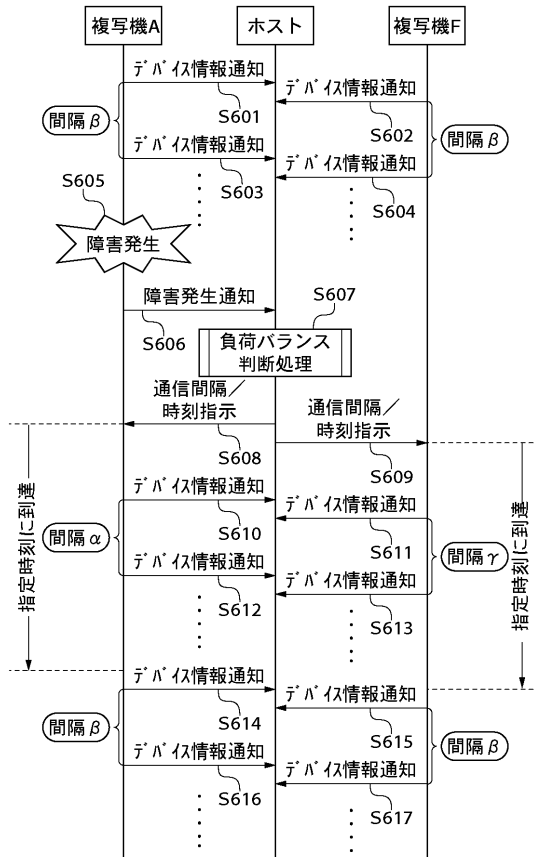 複写機A
ホスト
複写機F
ﾃﾞﾊﾞｲｽ情報通知
ﾃﾞﾊﾞｲｽ情報通知
S601
S602
間隔β
間隔β
ﾃﾞﾊﾞｲｽ情報通知
ﾃﾞﾊﾞｲｽ情報通知
S603
S604
S605
障害発生
障害発生通知
S606
S607
負荷バランス
判断処理
通信間隔／
時刻指示
S608
通信間隔／
時刻指示
S609
指定時刻に到達
指定時刻に到達
ﾃﾞﾊﾞｲｽ情報通知
ﾃﾞﾊﾞｲｽ情報通知
S610
S611
間隔α
間隔γ
ﾃﾞﾊﾞｲｽ情報通知
ﾃﾞﾊﾞｲｽ情報通知
S612
S613
ﾃﾞﾊﾞｲｽ情報通知
ﾃﾞﾊﾞｲｽ情報通知
S614
S615
間隔β
間隔β
ﾃﾞﾊﾞｲｽ情報通知
ﾃﾞﾊﾞｲｽ情報通知
S616
S617